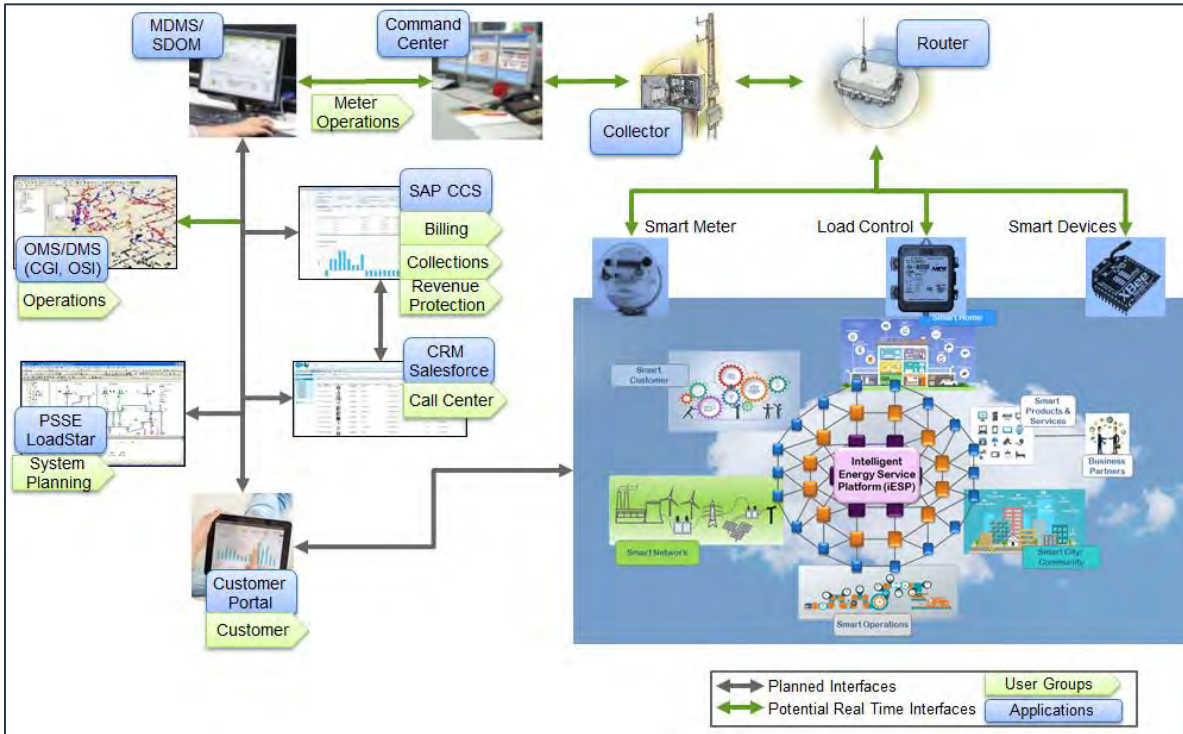 MDMS/
SDOM
Command
Center
Router
Meter
Operations
Collector
SAP CCS
Billing
Collections
Revenue
Protection
OMS/DMS
(CGI, OSI)
Operations
Smart Meter
Load Control
Smart Devices
XBee
Smart Home
CRM
Salesforce
Call Center
Smart
Customer
Smart
Products &
Services
Business
Partners
PSSE
LoadStar
System
Planning
Intelligent
Energy Service
Platform (iESP)
Smart Network
Smart City/
Community
Customer
Portal
Customer
Smart Operations
Planned Interfaces
User Groups
Potential Real Time Interfaces
Applications